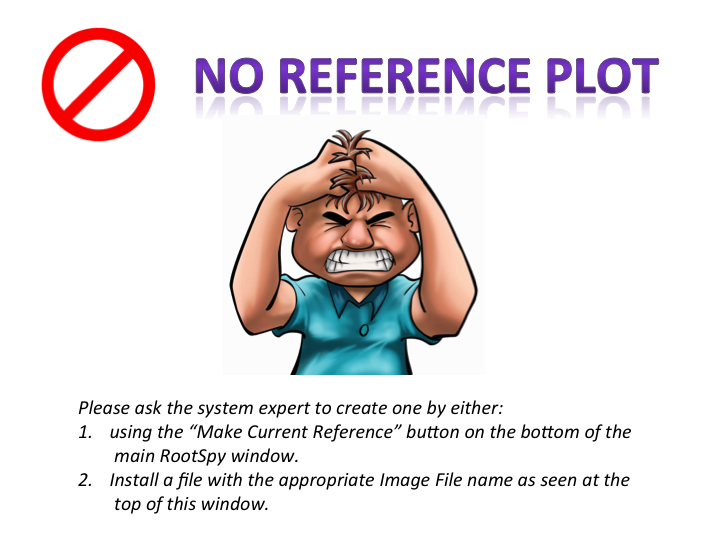 NO REFERENCE PLOT
Please ask the system expert to create one by either:
1. using the “Make Current Reference” button on the bottom of the
main RootSpy window.
2. Install a file with the appropriate Image File name as seen at the
top of this window.